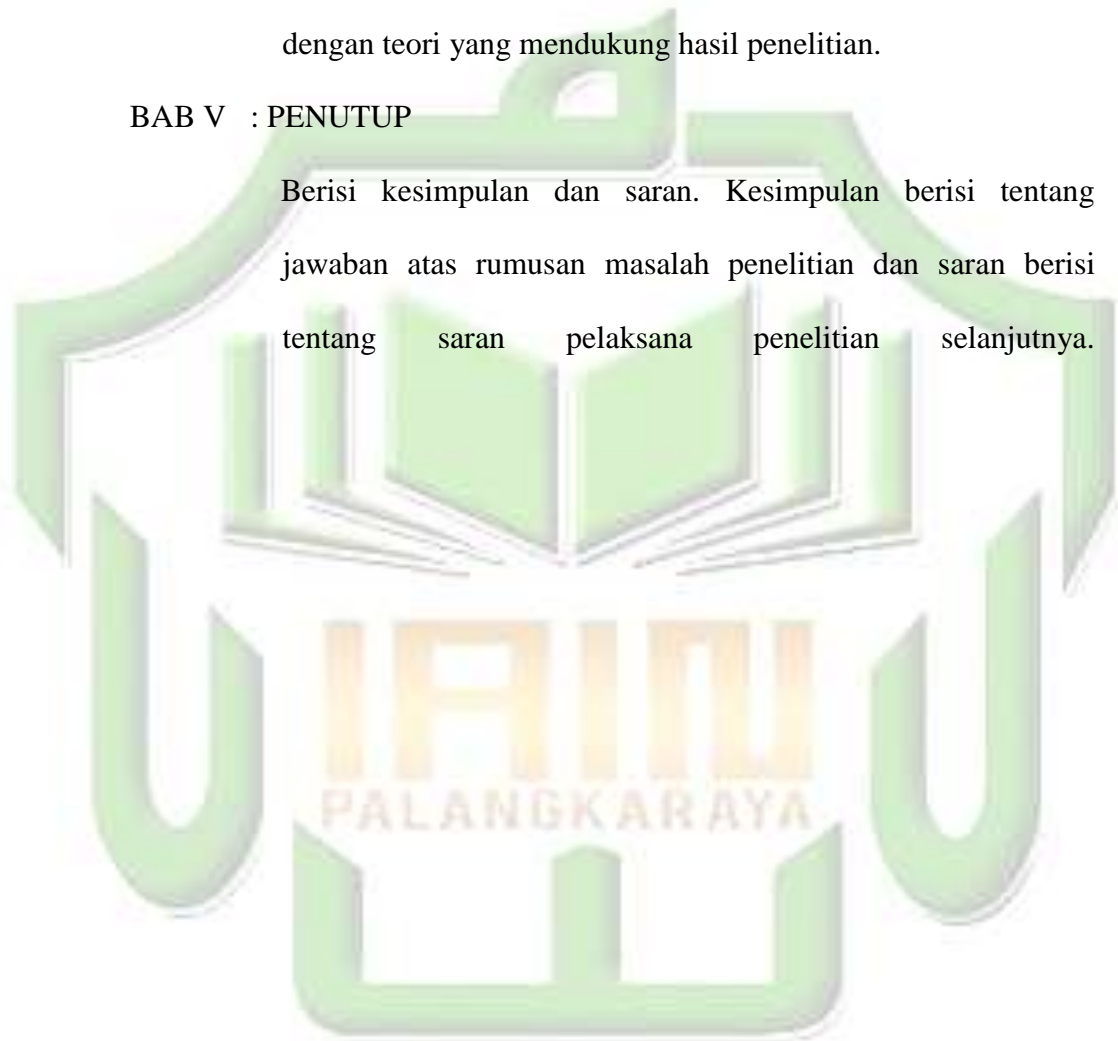 dengan teori yang mendukung hasil penelitian.
BAB V : PENUTUP
Berisi kesimpulan dan saran. Kesimpulan berisi tentang
jawaban atas rumusan masalah penelitian dan saran berisi
tentang saran pelaksana penelitian selanjutnya.
IAIN
PALANGKARAYA